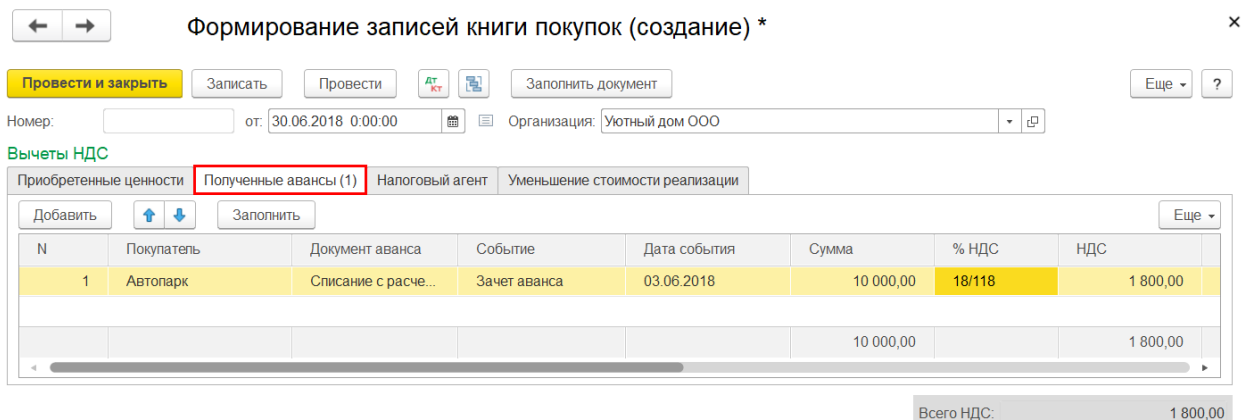 Формирование записей книги покупок (создание) *
Провести и закрыть Записать Провести Дт Кт Заполнить документ Еще ?
Номер: от: 30.06.2018 0:00:00 Организация: Уютный дом ООО
Вычеты НДС
Приобретенные ценности Полученные авансы (1) Налоговый агент Уменьшение стоимости реализации
Добавить Заполнить Еще
N Покупатель Документ аванса Событие Дата события Сумма % НДС НДС
1 Автопарк Списание с расче... Зачет аванса 03.06.2018 10 000,00 18/118 1 800,00
10 000,00 1 800,00
Всего НДС: 1 800,00